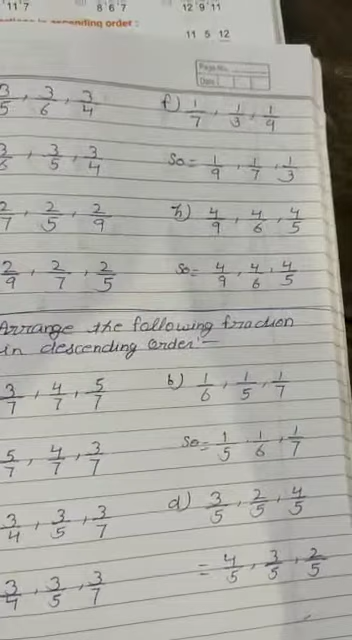 11'7
8 6 7
12 9 11
in ascending order :
11 5 12
Page No.
Date
3/5, 3/6, 3/4
f) 1/7, 1/3, 1/9
3/6, 3/5, 3/4
So = 1/9, 1/7, 1/3
2/7, 2/5, 2/9
h) 4/9, 4/6, 4/5
2/9, 2/7, 2/5
So = 4/9, 4/6, 4/5
Arrange the following fraction
in descending order:-
3/7, 4/7, 5/7
b) 1/6, 1/5, 1/7
5/7, 4/7, 3/7
So = 1/5, 1/6, 1/7
3/4, 3/5, 3/7
d) 3/5, 2/5, 4/5
3/4, 3/5, 3/7
= 4/5, 3/5, 2/5